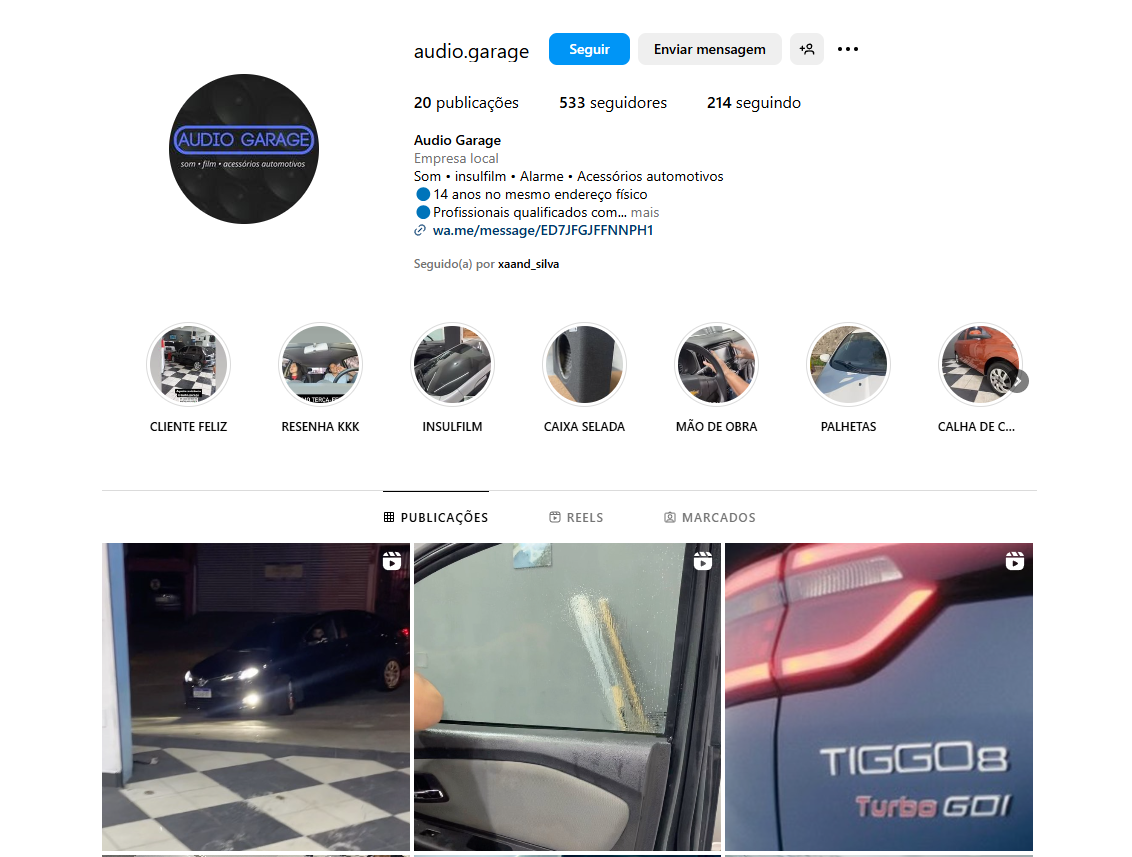 audio.garage
Seguir
Enviar mensagem
20 publicações
533 seguidores
214 seguindo
AUDIO GARAGE
som • film • acessórios automotivos
Audio Garage
Empresa local
Som • insulfilm • Alarme • Acessórios automotivos
14 anos no mesmo endereço físico
Profissionais qualificados com... mais
wa.me/message/ED7JFGJFFNNPH1
Seguido(a) por xaand_silva
CLIENTE FELIZ
RESENHA KKK
INSULFILM
CAIXA SELADA
MÃO DE OBRA
PALHETAS
CALHA DE C...
PUBLICAÇÕES
REELS
MARCADOS
TIGGO8
Turbo GDI